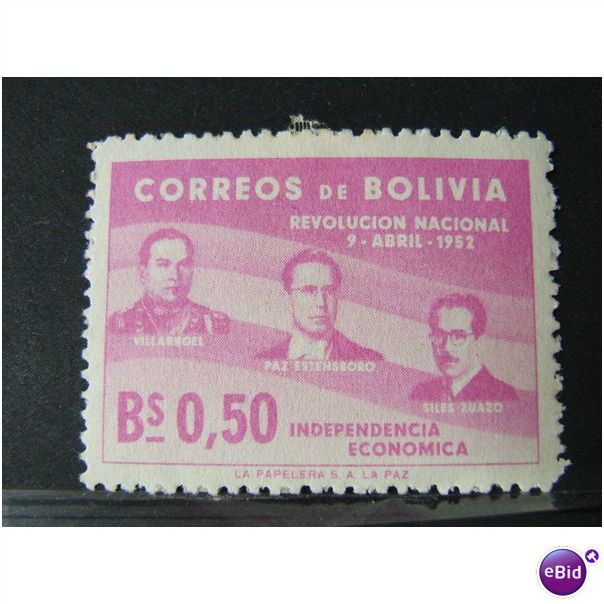 CORREOS DE BOLIVIA
REVOLUCION NACIONAL
9 - ABRIL - 1952
VILLARROEL
PAZ ESTENSSORO
SILES ZUAZO
BS 0,50
INDEPENDENCIA
ECONOMICA
LA PAPELERA S. A. LA PAZ
eBid